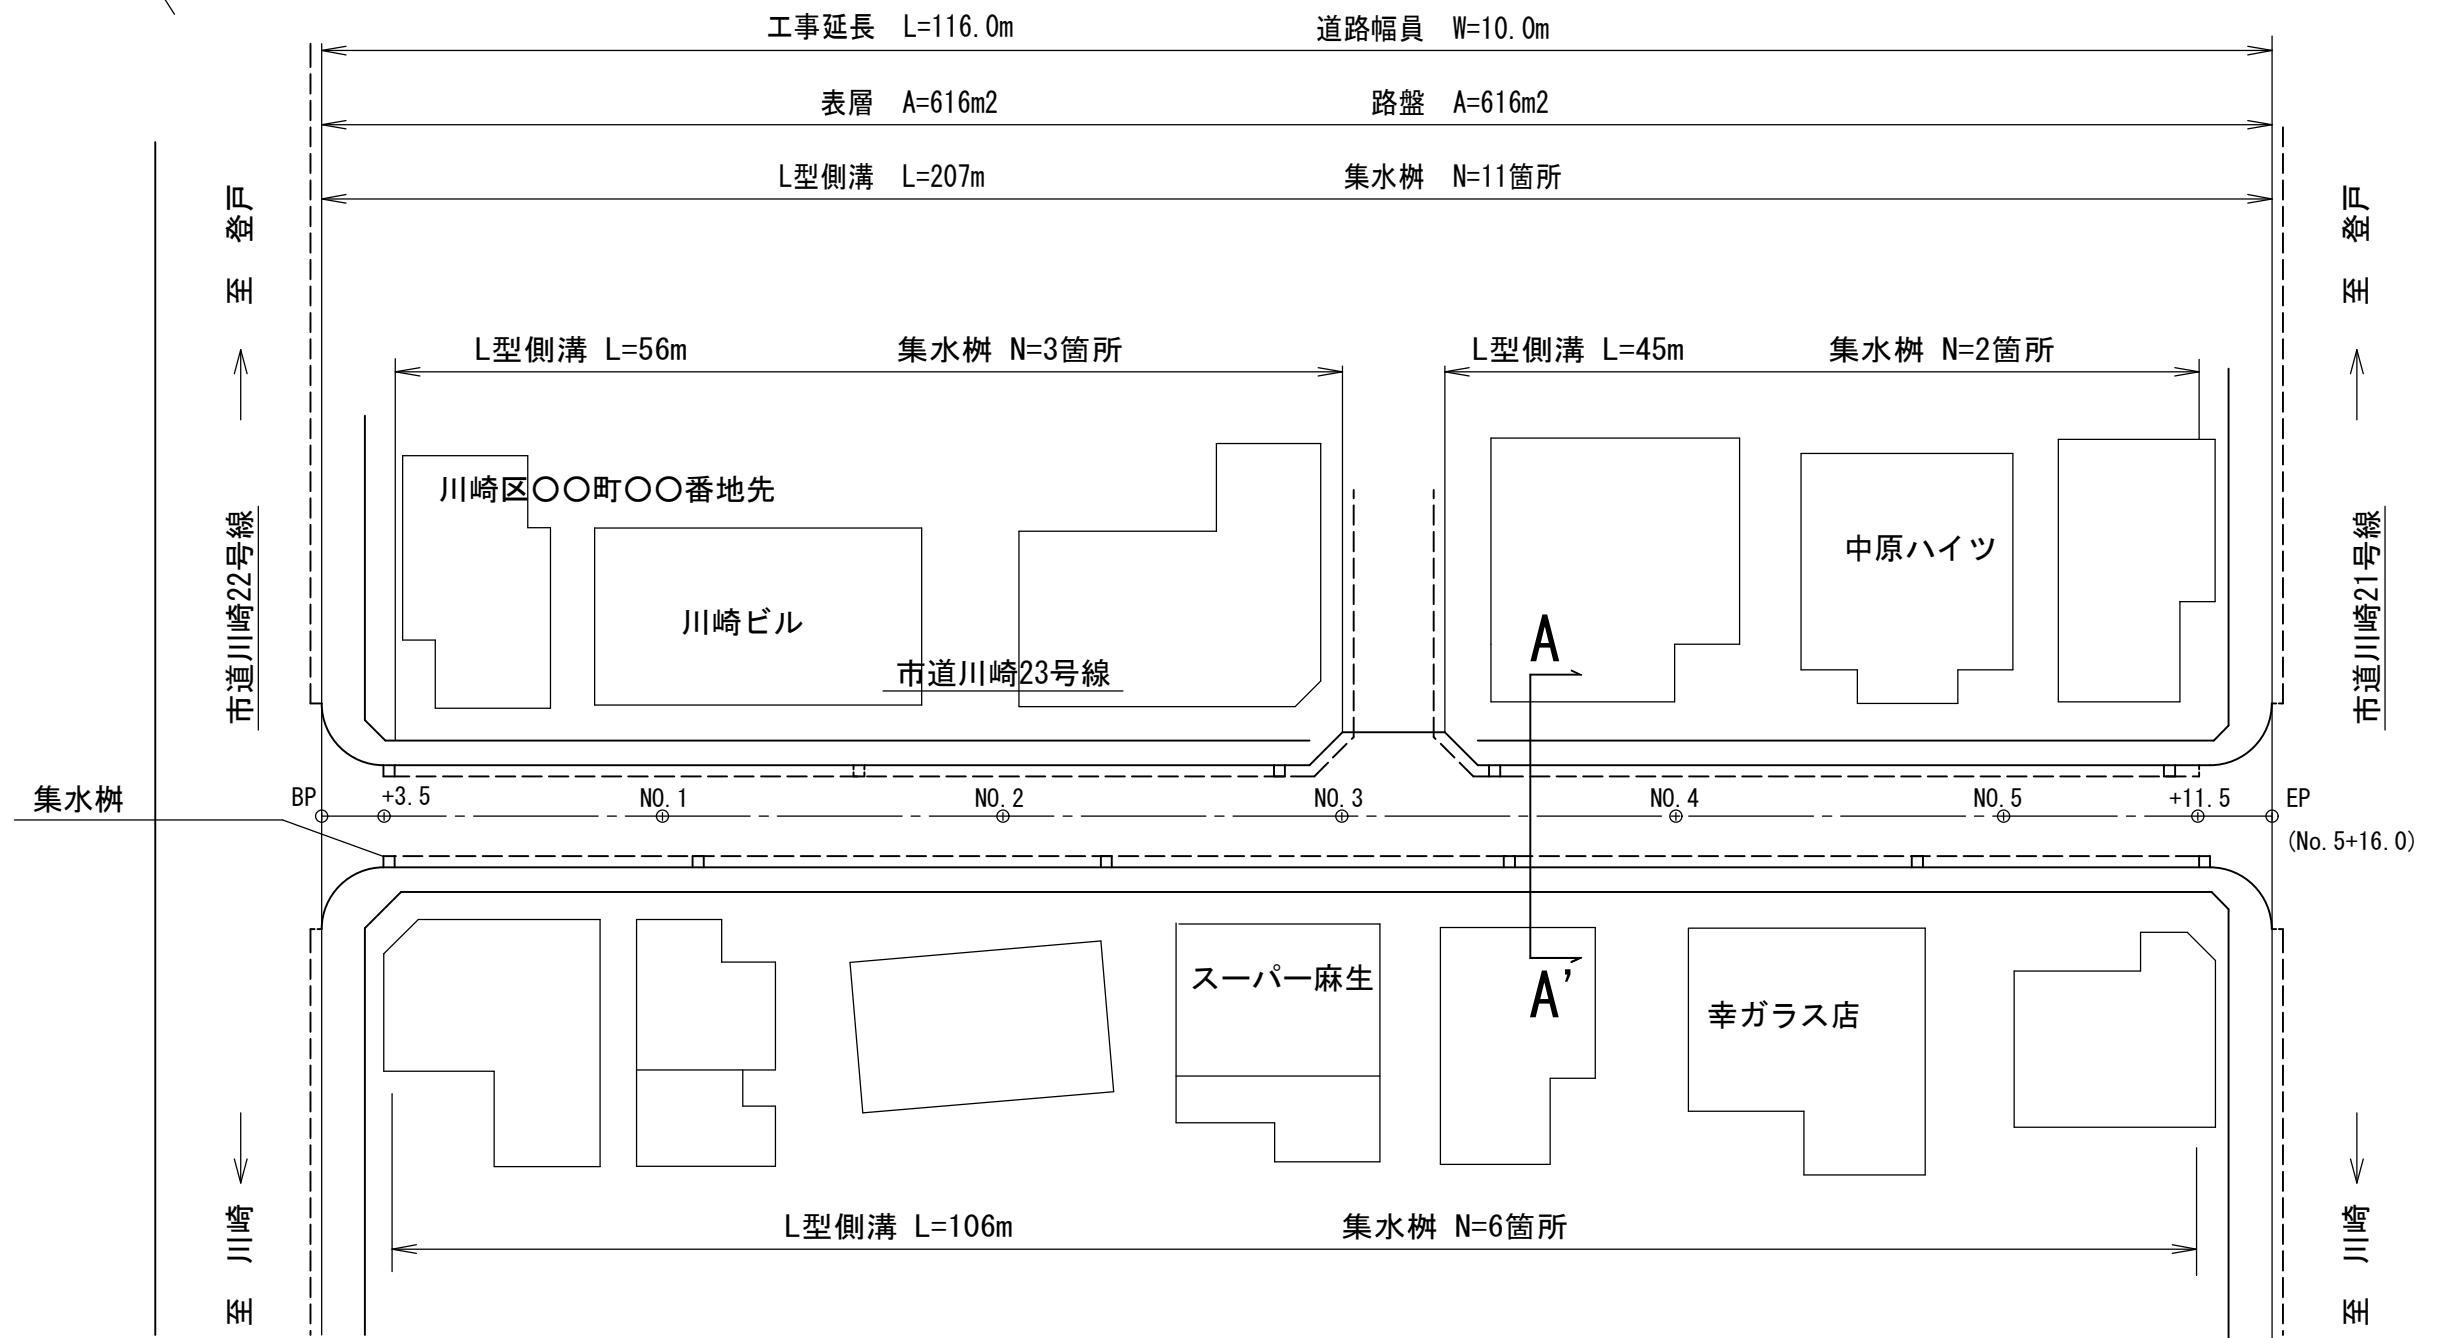 工事延長 L=116.0m 道路幅員 W=10.0m
表層 A=616m2 路盤 A=616m2
L型側溝 L=207m 集水桝 N=11箇所
至 登戸
至 登戸
L型側溝 L=56m 集水桝 N=3箇所
L型側溝 L=45m 集水桝 N=2箇所
川崎区〇〇町〇〇番地先
市道川崎22号線
市道川崎21号線
中原ハイツ
川崎ビル
A
市道川崎23号線
集水桝
BP +3.5 NO.1 NO.2 NO.3 NO.4 NO.5 +11.5 EP
(No.5+16.0)
スーパー麻生
A'
幸ガラス店
L型側溝 L=106m 集水桝 N=6箇所
至 川崎
至 川崎